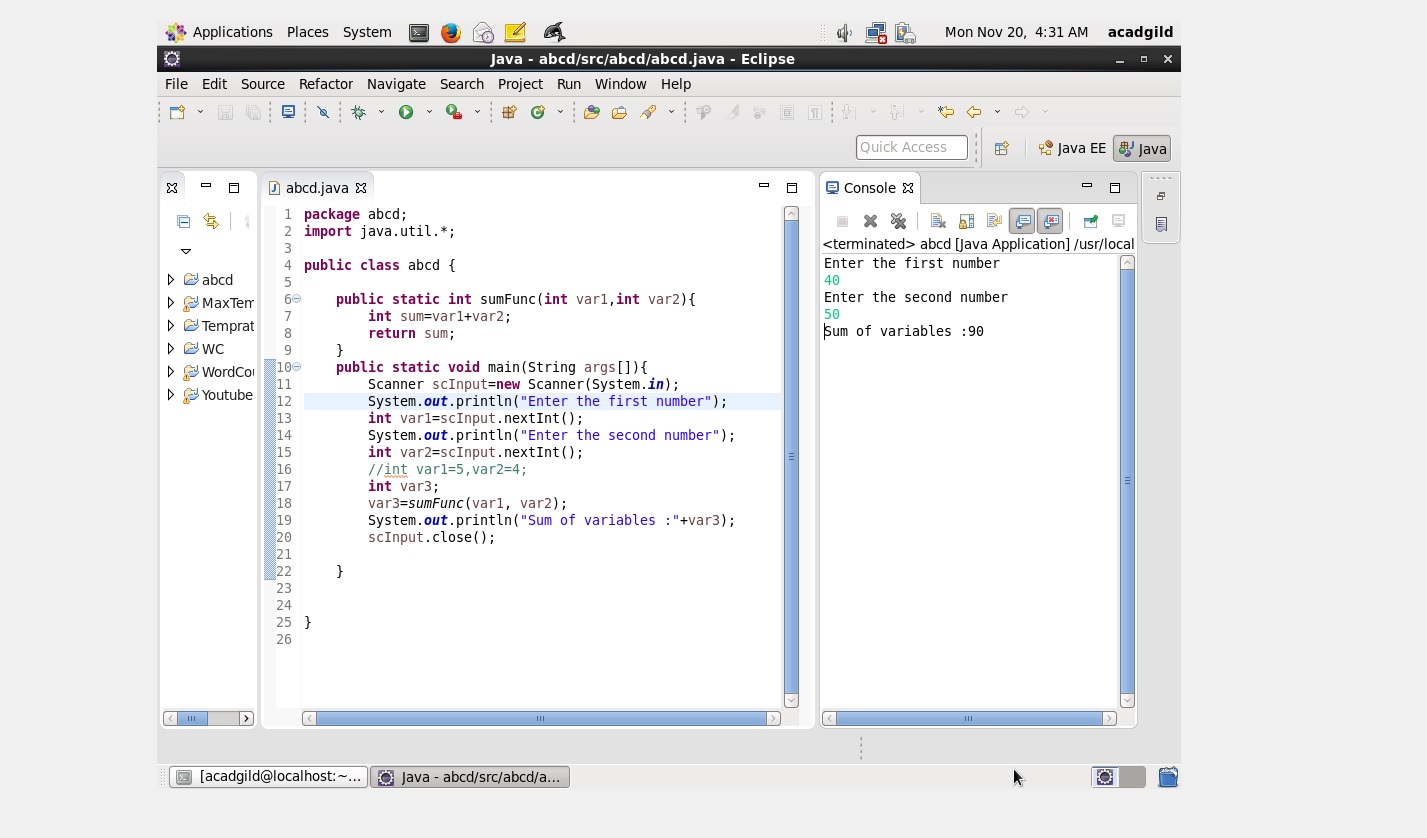 Applications Places System Mon Nov 20, 4:31 AM acadgild
Java - abcd/src/abcd/abcd.java - Eclipse
File Edit Source Refactor Navigate Search Project Run Window Help
Quick Access Java EE Java
abcd.java
Console
<terminated> abcd [Java Application] /usr/local
abcd
MaxTem
Temprat
WC
WordCou
Youtube
1 package abcd;
2 import java.util.*;
3
4 public class abcd {
5
6     public static int sumFunc(int var1,int var2){
7         int sum=var1+var2;
8         return sum;
9     }
10     public static void main(String args[]){
11         Scanner scInput=new Scanner(System.in);
12         System.out.println("Enter the first number");
13         int var1=scInput.nextInt();
14         System.out.println("Enter the second number");
15         int var2=scInput.nextInt();
16         //int var1=5,var2=4;
17         int var3;
18         var3=sumFunc(var1, var2);
19         System.out.println("Sum of variables :"+var3);
20         scInput.close();
21
22     }
23
24
25 }
26
Enter the first number
40
Enter the second number
50
Sum of variables :90
[acadgild@localhost:~... Java - abcd/src/abcd/a...